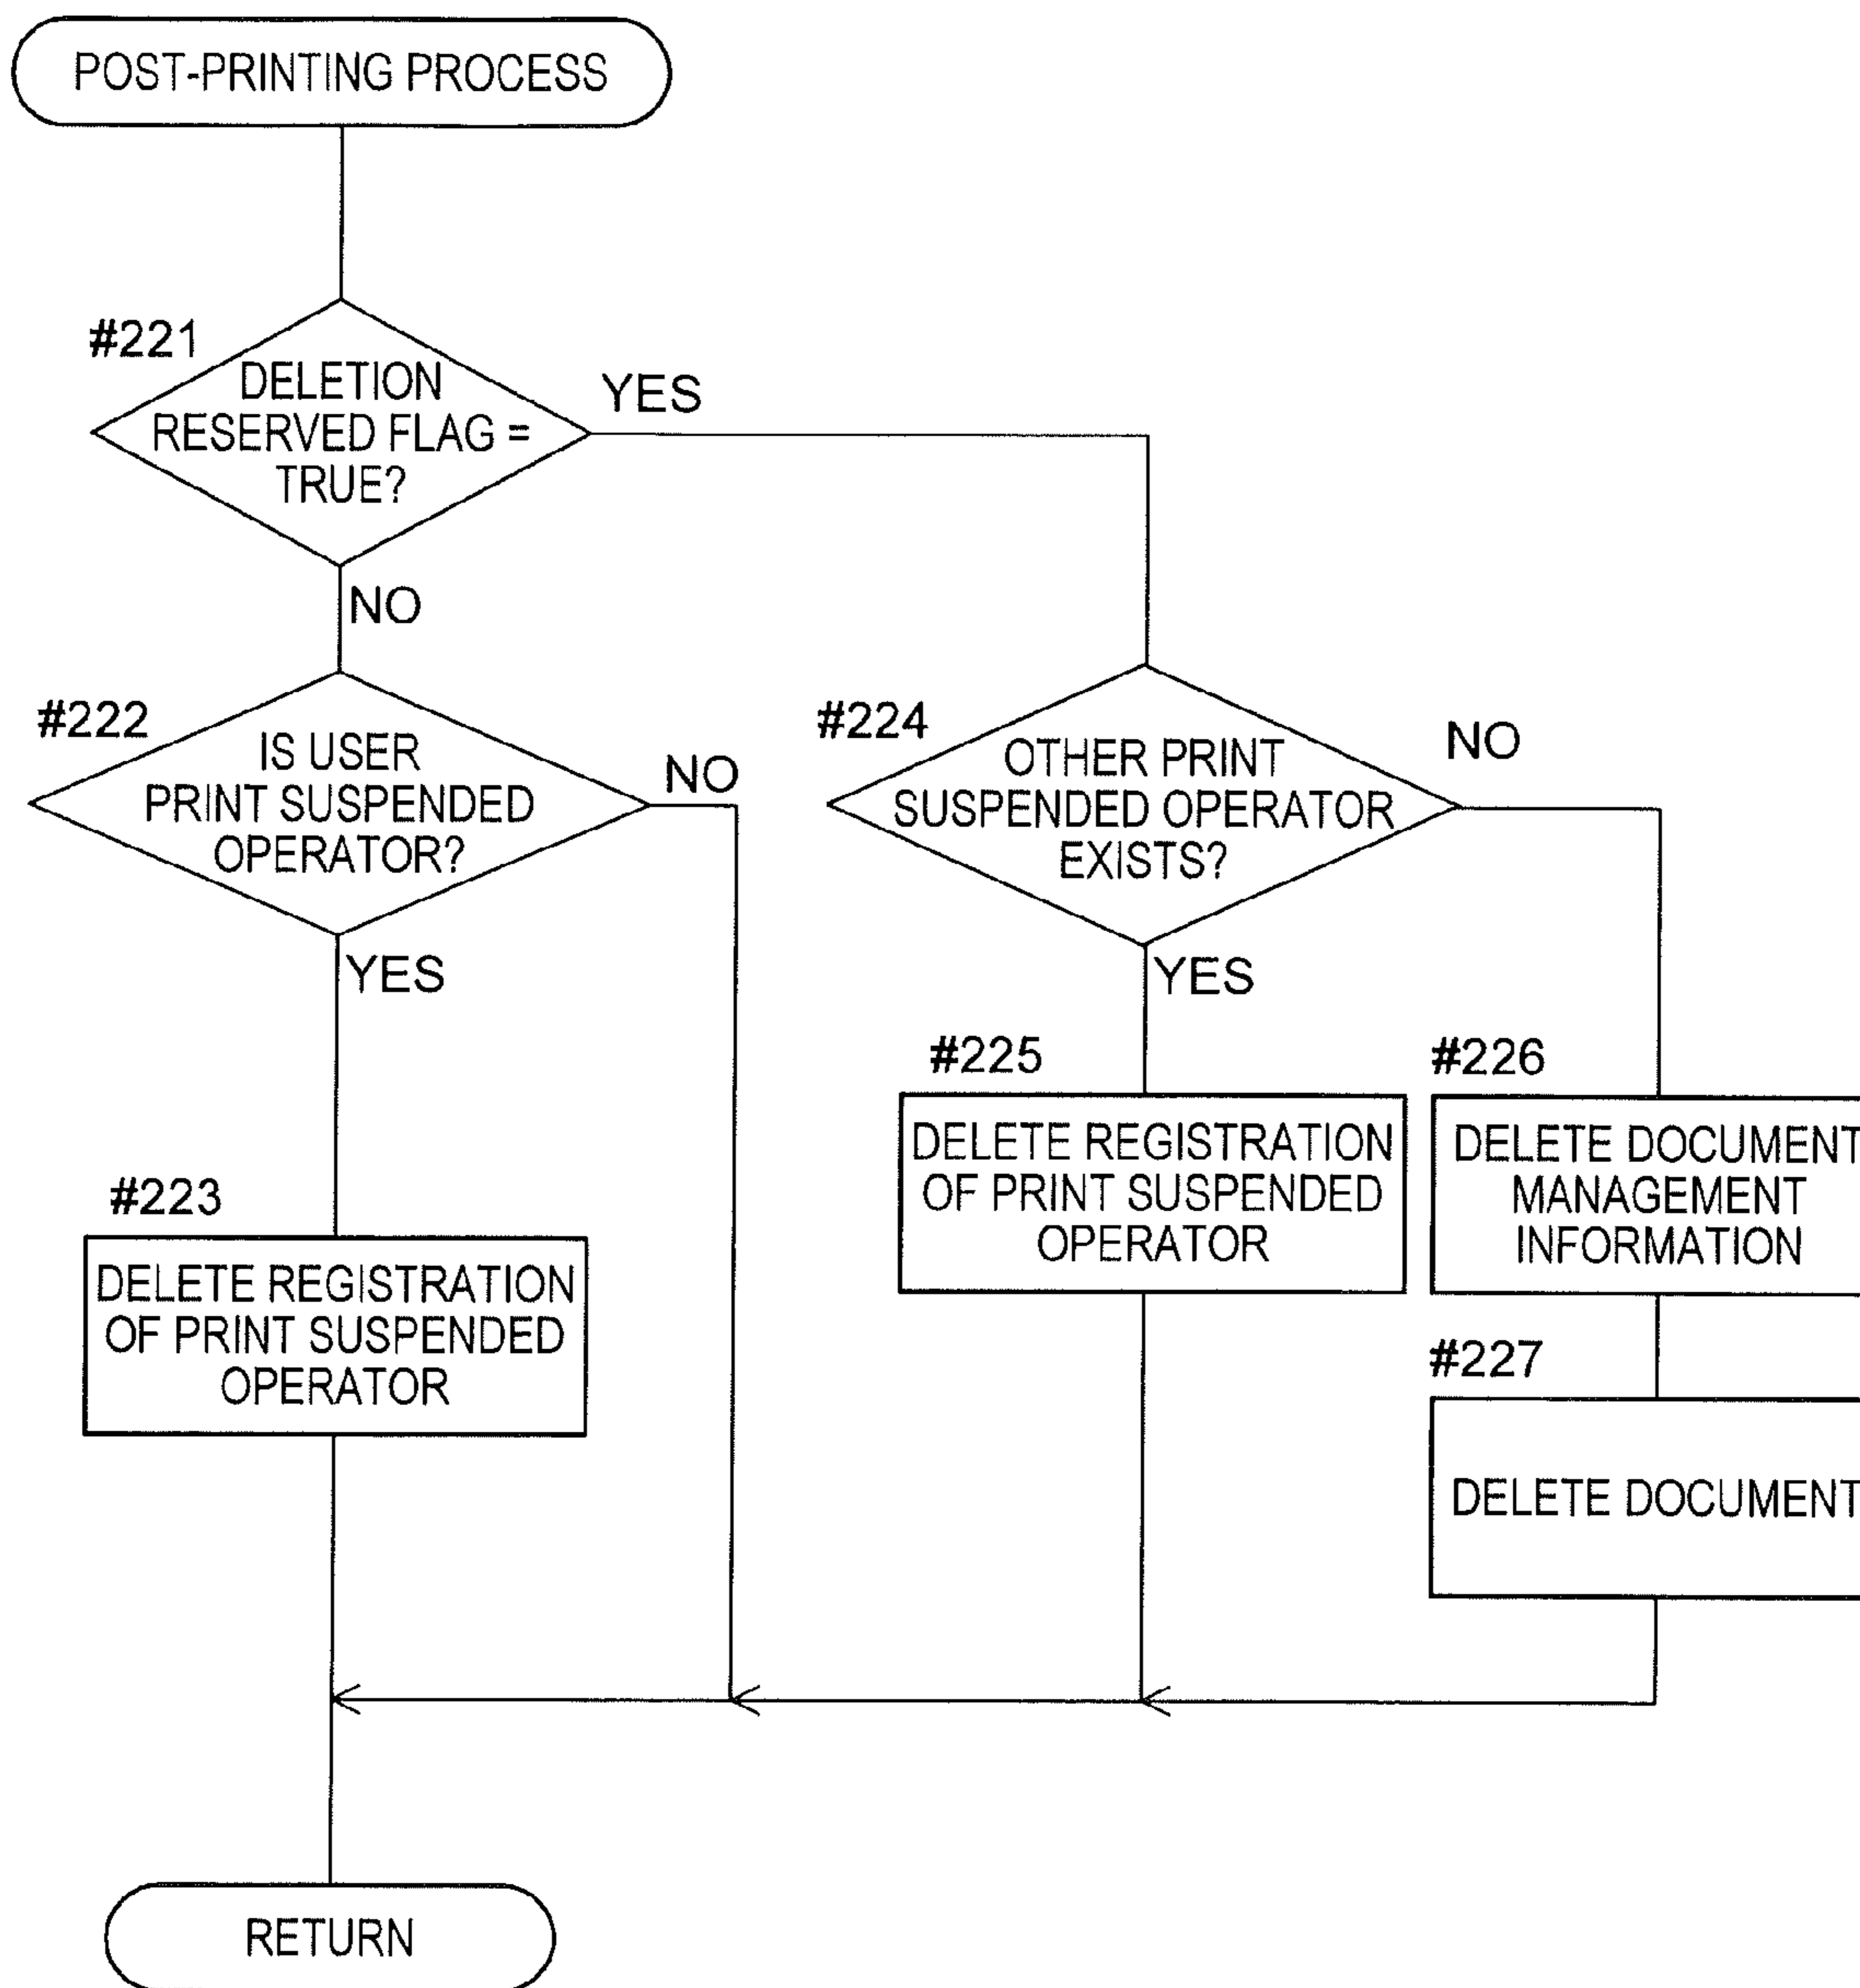 POST-PRINTING PROCESS
#221
DELETION
RESERVED FLAG =
TRUE?
YES
NO
#222
IS USER
PRINT SUSPENDED
OPERATOR?
NO
YES
#224
OTHER PRINT
SUSPENDED OPERATOR
EXISTS?
NO
YES
#223
DELETE REGISTRATION
OF PRINT SUSPENDED
OPERATOR
#225
DELETE REGISTRATION
OF PRINT SUSPENDED
OPERATOR
#226
DELETE DOCUMENT
MANAGEMENT
INFORMATION
#227
DELETE DOCUMENT
RETURN